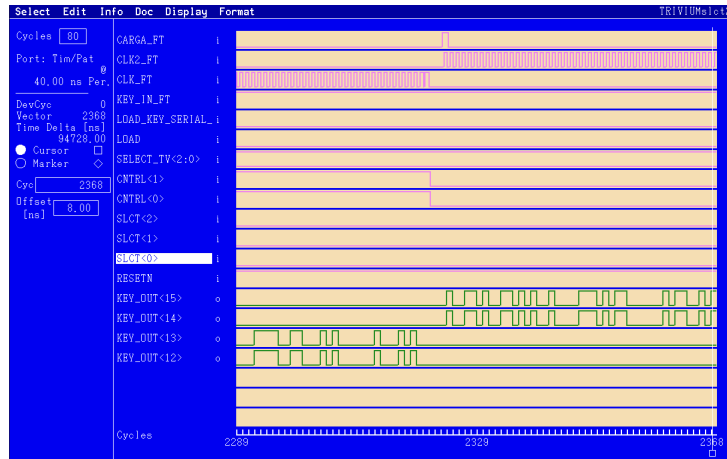 Select Edit Info Doc Display Format TRIVIUMslct
Cycles 80
Port: Tim/Pat
@
40.00 ns Per.
DevCyc 0
Vector 2368
Time Delta [ns]
94728.00
Cursor
Marker
Cyc 2368
Offset 8.00
[ns]
CARGA_FT i
CLK2_FT i
CLK_FT i
KEY_IN_FT i
LOAD_KEY_SERIAL_ i
LOAD i
SELECT_TV<2:0> i
CNTRL<1> i
CNTRL<0> i
SLCT<2> i
SLCT<1> i
SLCT<0> i
RESETN i
KEY_OUT<15> o
KEY_OUT<14> o
KEY_OUT<13> o
KEY_OUT<12> o
Cycles
2289 2329 2368